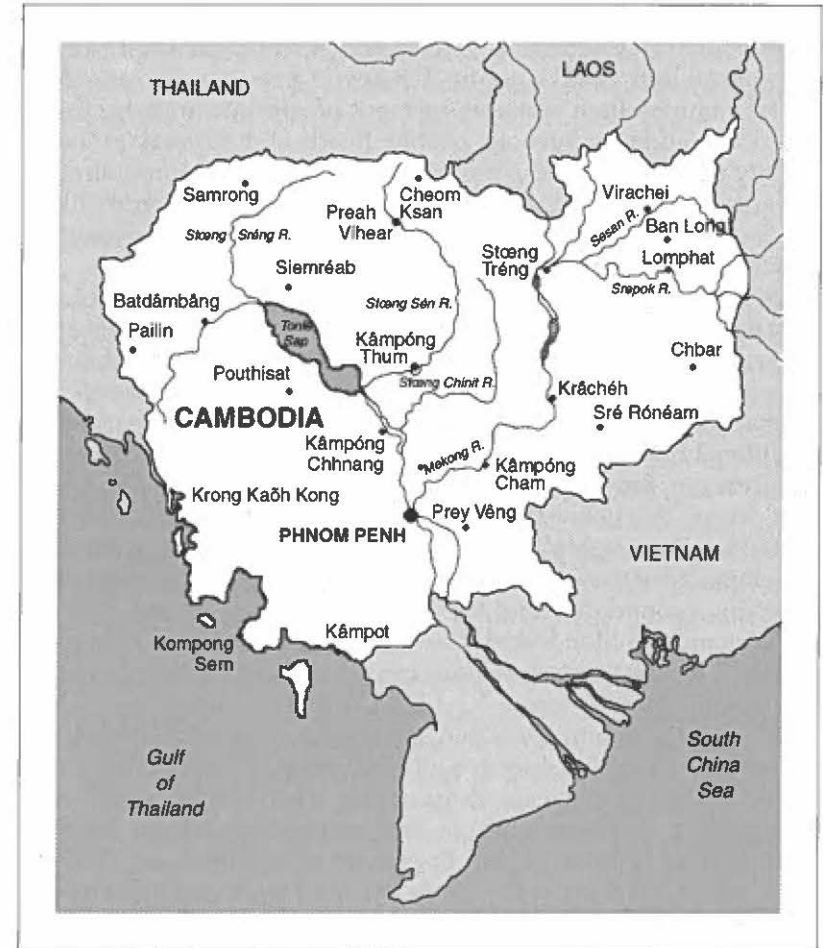 LAOS
THAILAND
Samrong
Cheom
Ksan
Virachei
Preah
Vihear
Sesan R.
Ban Long
Stœng Sréng R.
Stœng
Tréng
Lomphat
Siemréab
Srepok R.
Batdâmbâng
Stœng Sén R.
Tonle
Sap
Pailin
Kâmpóng
Thum
Chbar
Pouthisat
Stœng Chinit R.
Krâchéh
CAMBODIA
Sré Rónéam
Kâmpóng
Chhnang
Mekong R.
Kâmpóng
Cham
Krong Kaôh Kong
Prey Vêng
PHNOM PENH
VIETNAM
Kompong
Sem
Kâmpot
Gulf
of
Thailand
South
China
Sea